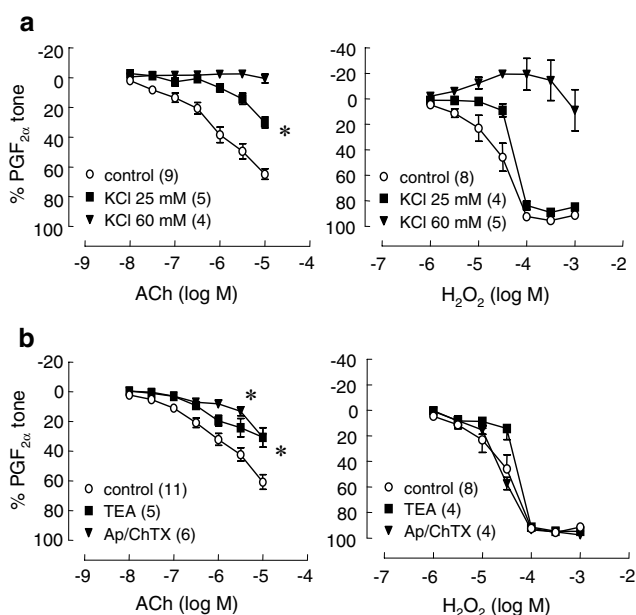 a
-20
0
20
40
60
80
100
% PGF2α tone
control (9)
KCl 25 mM (5)
KCl 60 mM (4)
*
-9 -8 -7 -6 -5 -4
ACh (log M)
-40
-20
0
20
40
60
80
100
control (8)
KCl 25 mM (4)
KCl 60 mM (5)
-7 -6 -5 -4 -3 -2
H2O2 (log M)
b
-20
0
20
40
60
80
100
% PGF2α tone
*
*
control (11)
TEA (5)
Ap/ChTX (6)
-9 -8 -7 -6 -5 -4
ACh (log M)
-40
-20
0
20
40
60
80
100
control (8)
TEA (4)
Ap/ChTX (4)
-7 -6 -5 -4 -3 -2
H2O2 (log M)